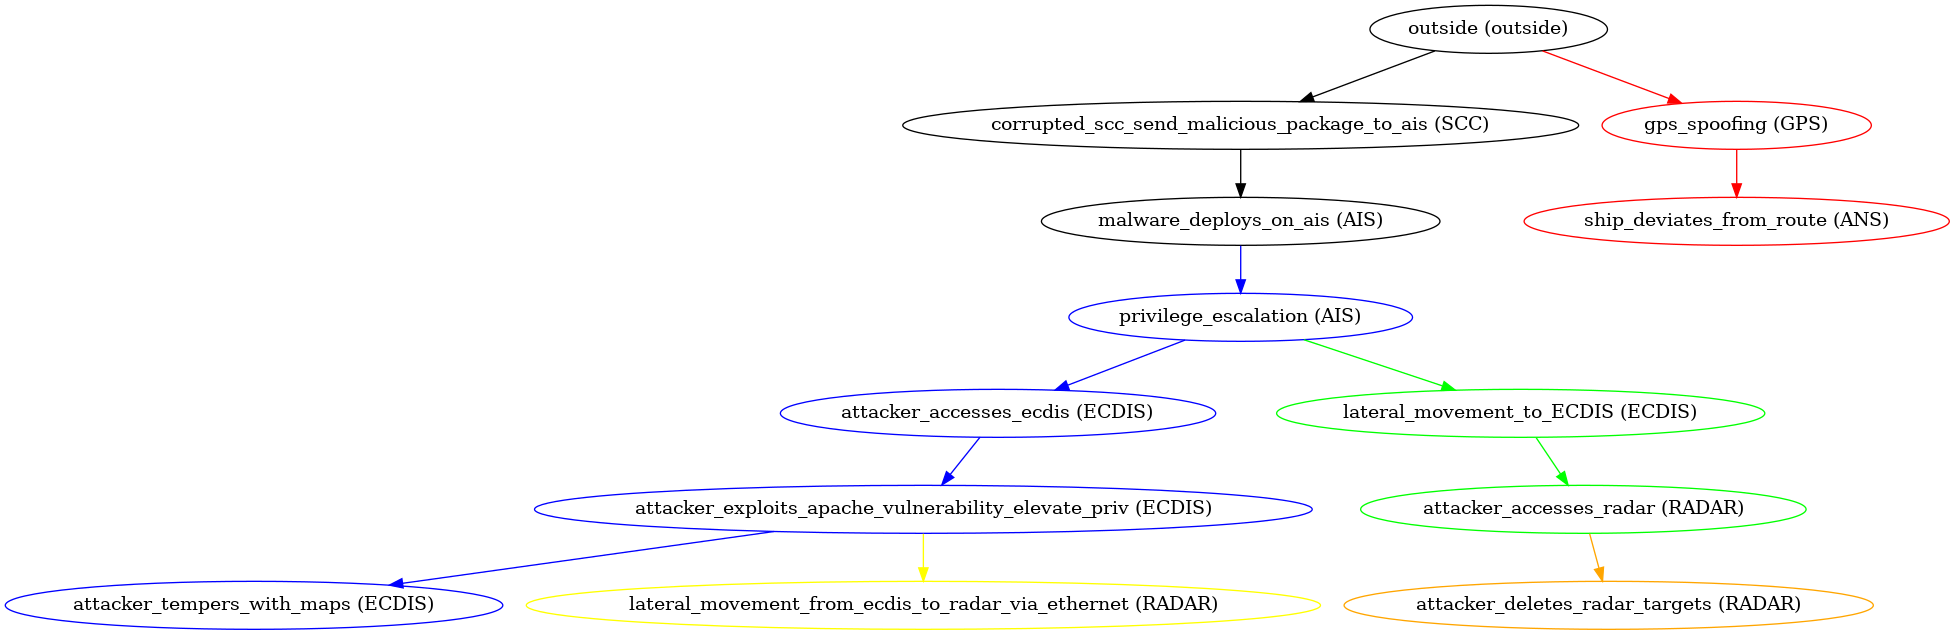 outside (outside)
corrupted_scc_send_malicious_package_to_ais (SCC)
gps_spoofing (GPS)
malware_deploys_on_ais (AIS)
ship_deviates_from_route (ANS)
privilege_escalation (AIS)
attacker_accesses_ecdis (ECDIS)
lateral_movement_to_ECDIS (ECDIS)
attacker_exploits_apache_vulnerability_elevate_priv (ECDIS)
attacker_accesses_radar (RADAR)
attacker_tempers_with_maps (ECDIS)
lateral_movement_from_ecdis_to_radar_via_ethernet (RADAR)
attacker_deletes_radar_targets (RADAR)